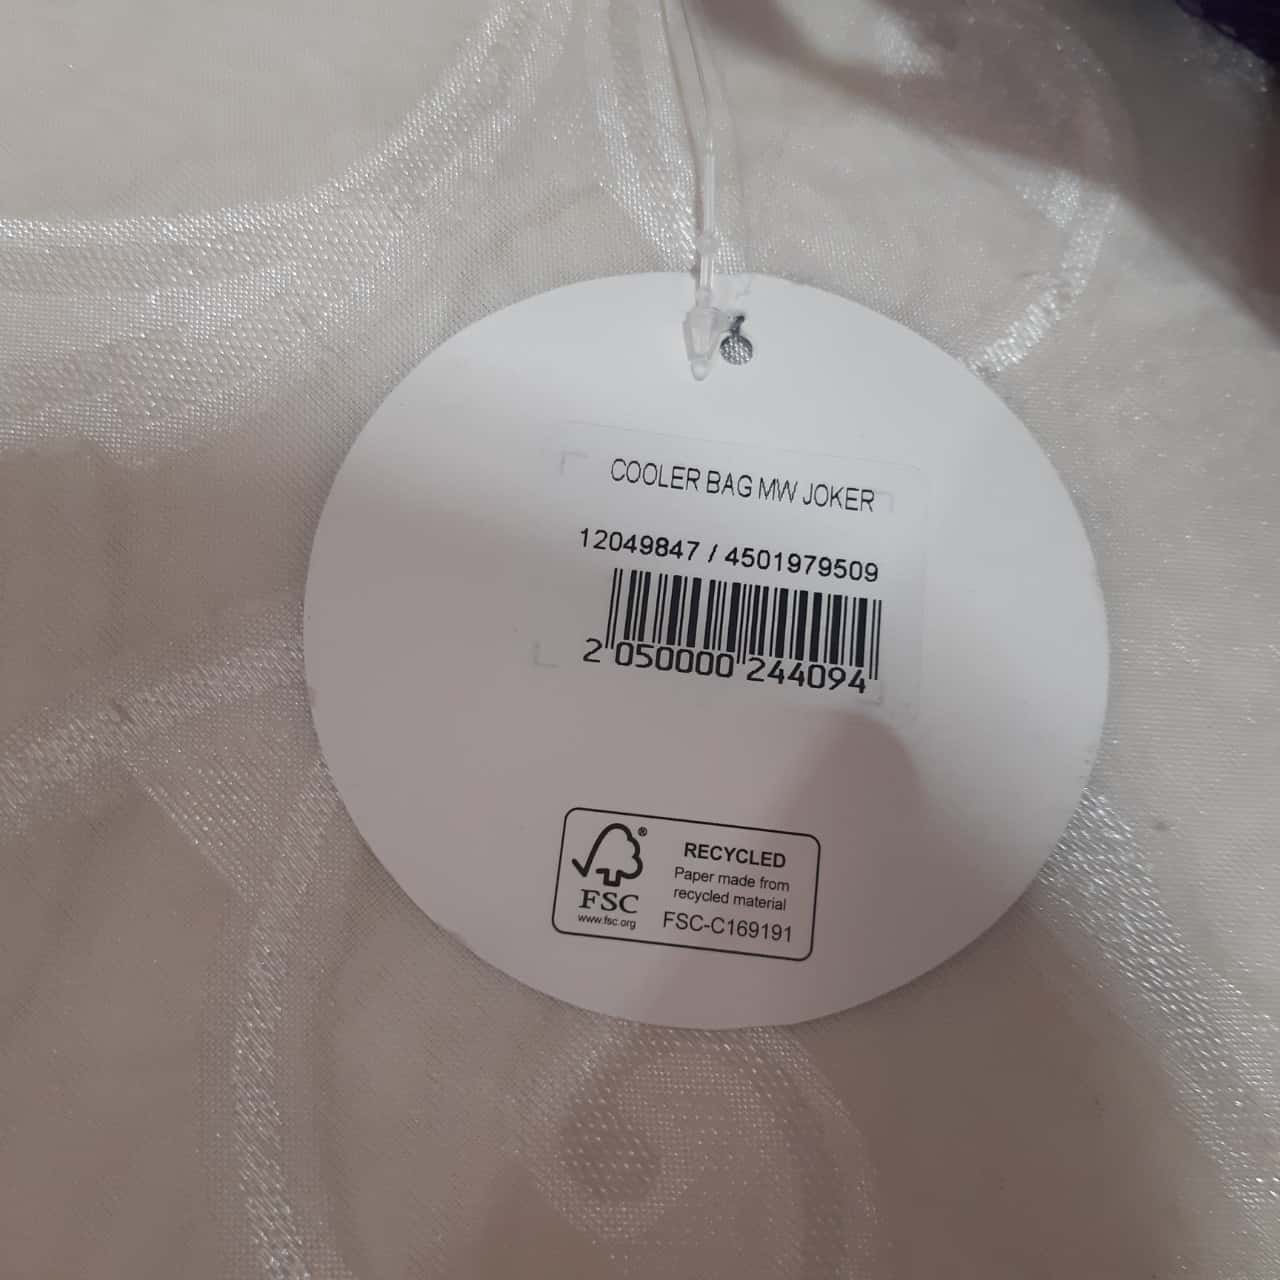 COOLER BAG MW JOKER
12049847 / 4501979509
2 050000 244094
FSC
®
www.fsc.org
RECYCLED
Paper made from
recycled material
FSC-C169191